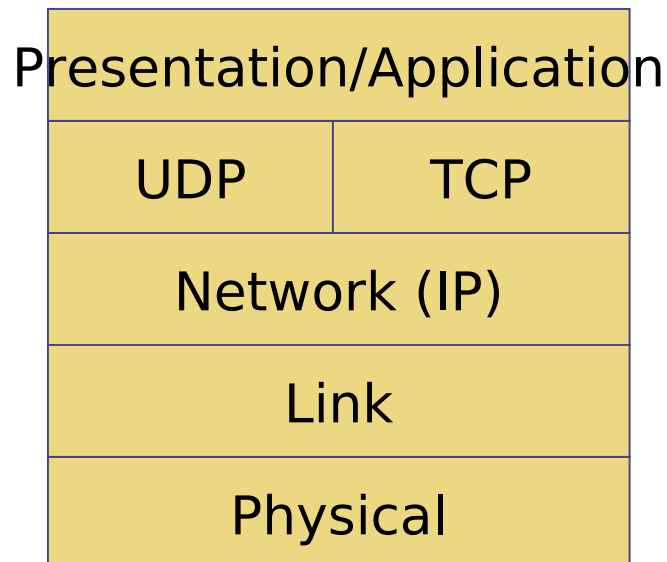 Presentation/Application
UDP TCP
Network (IP)
Link
Physical